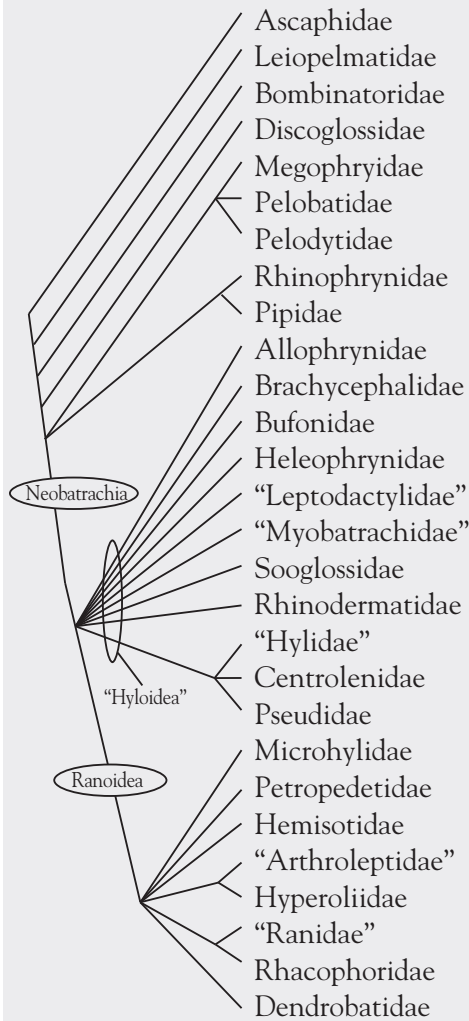 Ascaphidae
Leiopelmatidae
Bombinatoridae
Discoglossidae
Megophryidae
Pelobatidae
Pelodytidae
Rhinophrynidae
Pipidae
Allophrynidae
Brachycephalidae
Bufonidae
Heleophrynidae
Neobatrachia
“Leptodactylidae”
“Myobatrachidae”
Sooglossidae
Rhinodermatidae
“Hylidae”
Centrolenidae
“Hyloidea”
Pseudidae
Microhylidae
Ranoidea
Petropedetidae
Hemisotidae
“Arthroleptidae”
Hyperoliidae
“Ranidae”
Rhacophoridae
Dendrobatidae